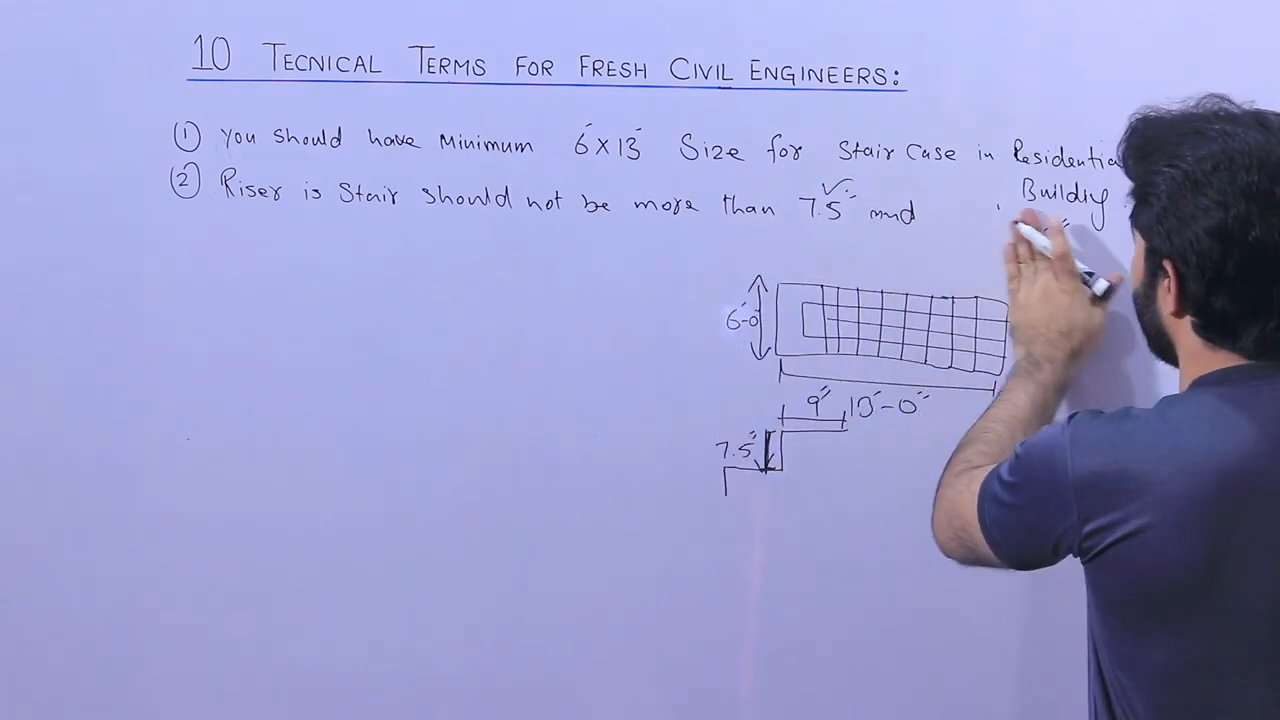 10 TECNICAL TERMS FOR FRESH CIVIL ENGINEERS:
① You should have Minimum 6' x 13' Size for Stair Case in Residential
Building.
② Riser is Stair should not be more than 7.5"
6'-0"
9"
13'-0"
7.5"